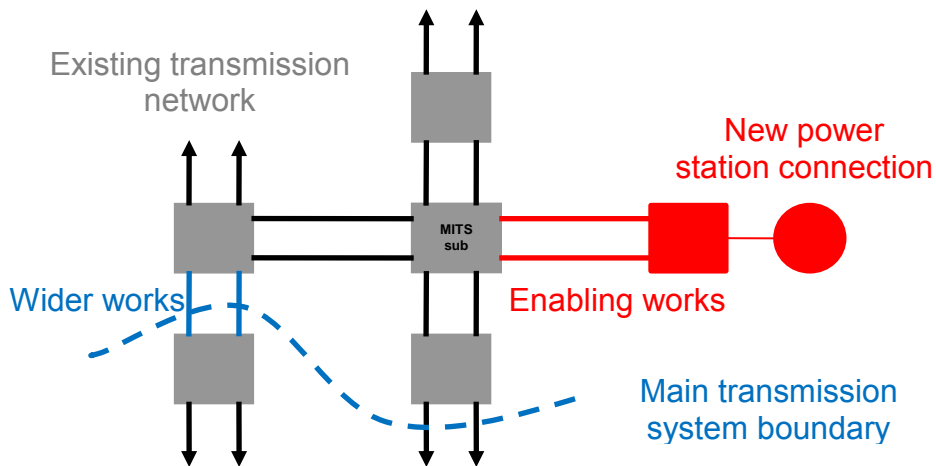 Existing transmission
network
New power
station connection
MITS
sub
Wider works
Enabling works
Main transmission
system boundary